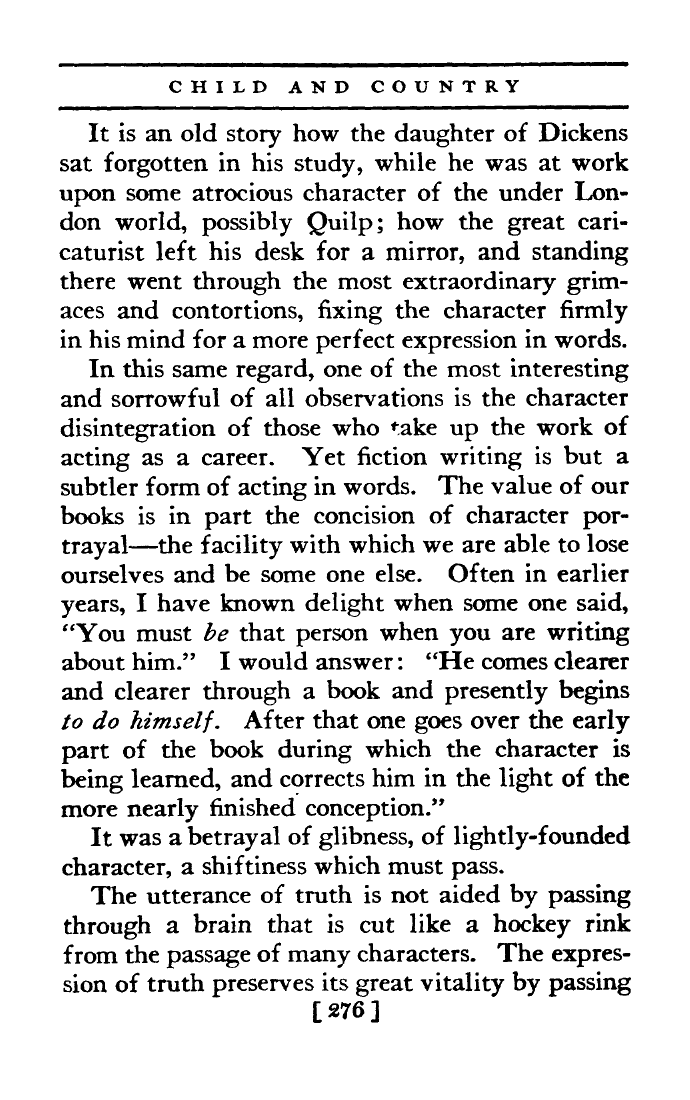 CHILD AND COUNTRY
It is an old story how the daughter of Dickens
sat forgotten in his study, while he was at work
upon some atrocious character of the under Lon-
don world, possibly Quilp; how the great cari-
caturist left his desk for a mirror, and standing
there went through the most extraordinary grim-
aces and contortions, fixing the character firmly
in his mind for a more perfect expression in words.
In this same regard, one of the most interesting
and sorrowful of all observations is the character
disintegration of those who take up the work of
acting as a career. Yet fiction writing is but a
subtler form of acting in words. The value of our
books is in part the concision of character por-
trayal—the facility with which we are able to lose
ourselves and be some one else. Often in earlier
years, I have known delight when some one said,
“You must be that person when you are writing
about him.” I would answer: “He comes clearer
and clearer through a book and presently begins
to do himself. After that one goes over the early
part of the book during which the character is
being learned, and corrects him in the light of the
more nearly finished conception.”
It was a betrayal of glibness, of lightly-founded
character, a shiftiness which must pass.
The utterance of truth is not aided by passing
through a brain that is cut like a hockey rink
from the passage of many characters. The expres-
sion of truth preserves its great vitality by passing
[276]